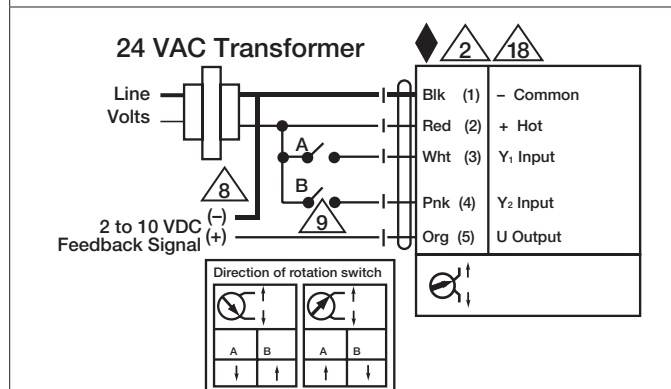 24 VAC Transformer
2
18
Line
Volts
Blk (1) – Common
Red (2) + Hot
A
Wht (3) Y1 Input
B
Pnk (4) Y2 Input
8
9
2 to 10 VDC (–)
Feedback Signal (+)
Org (5) U Output
Direction of rotation switch
A B
A B